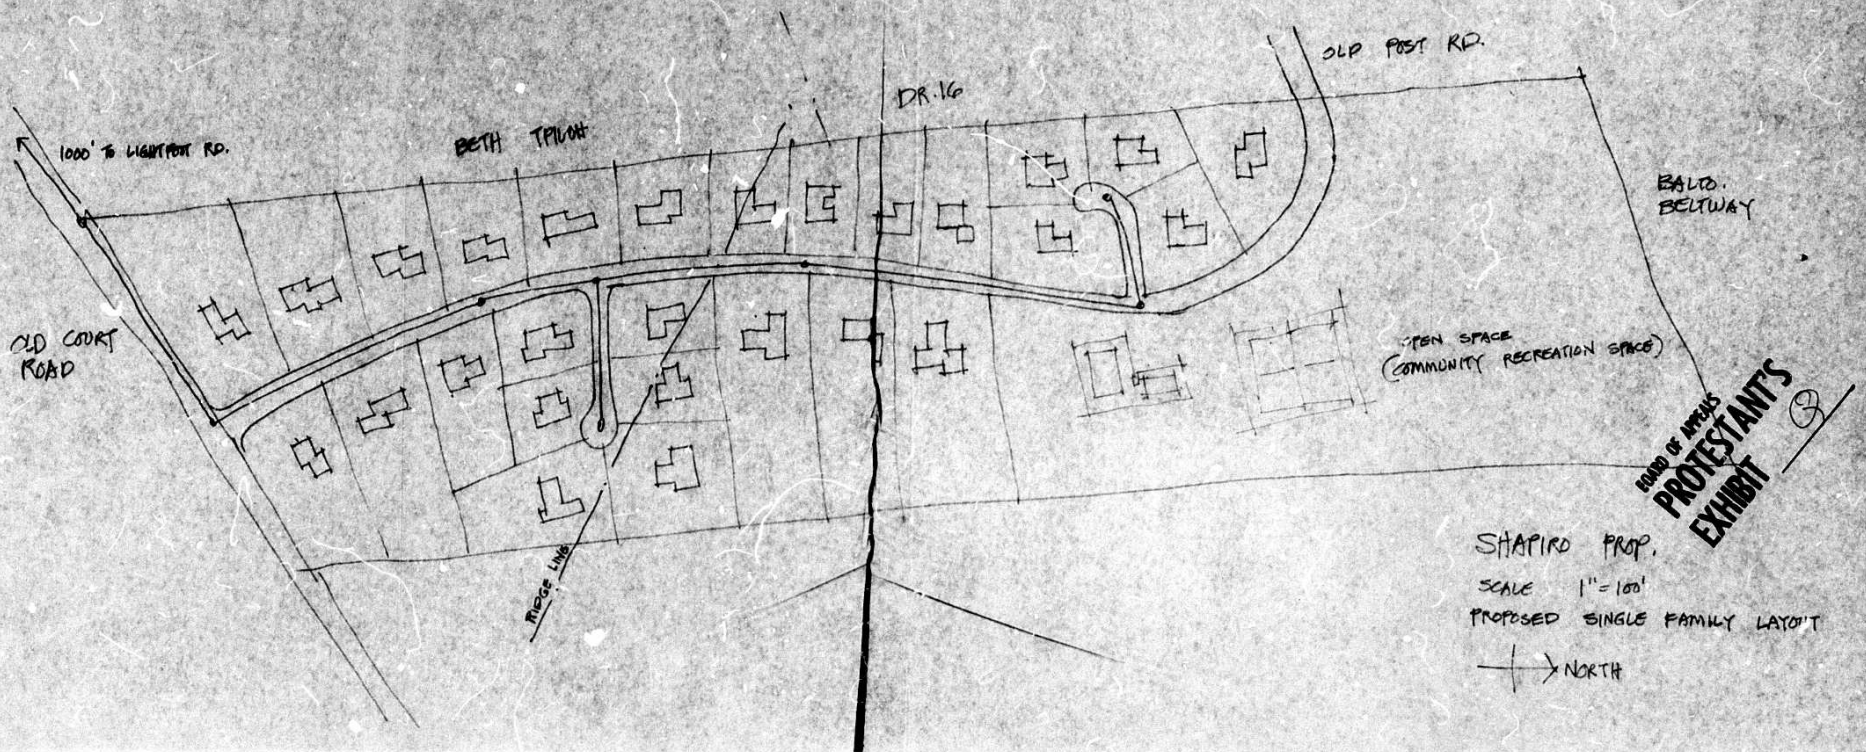 OLD POST RD.
DR.16
BETH TFILOH
1000' TO LIGHTFOOT RD.
BALTO.
BELTWAY
OLD COURT
ROAD
OPEN SPACE
(COMMUNITY RECREATION SPACE)
BOARD OF APPEALS
PROTESTANT'S
EXHIBIT
RIDGE LINE
SHAPIRO PROP.
SCALE 1"=100'
PROPOSED SINGLE FAMILY LAYOUT
NORTH